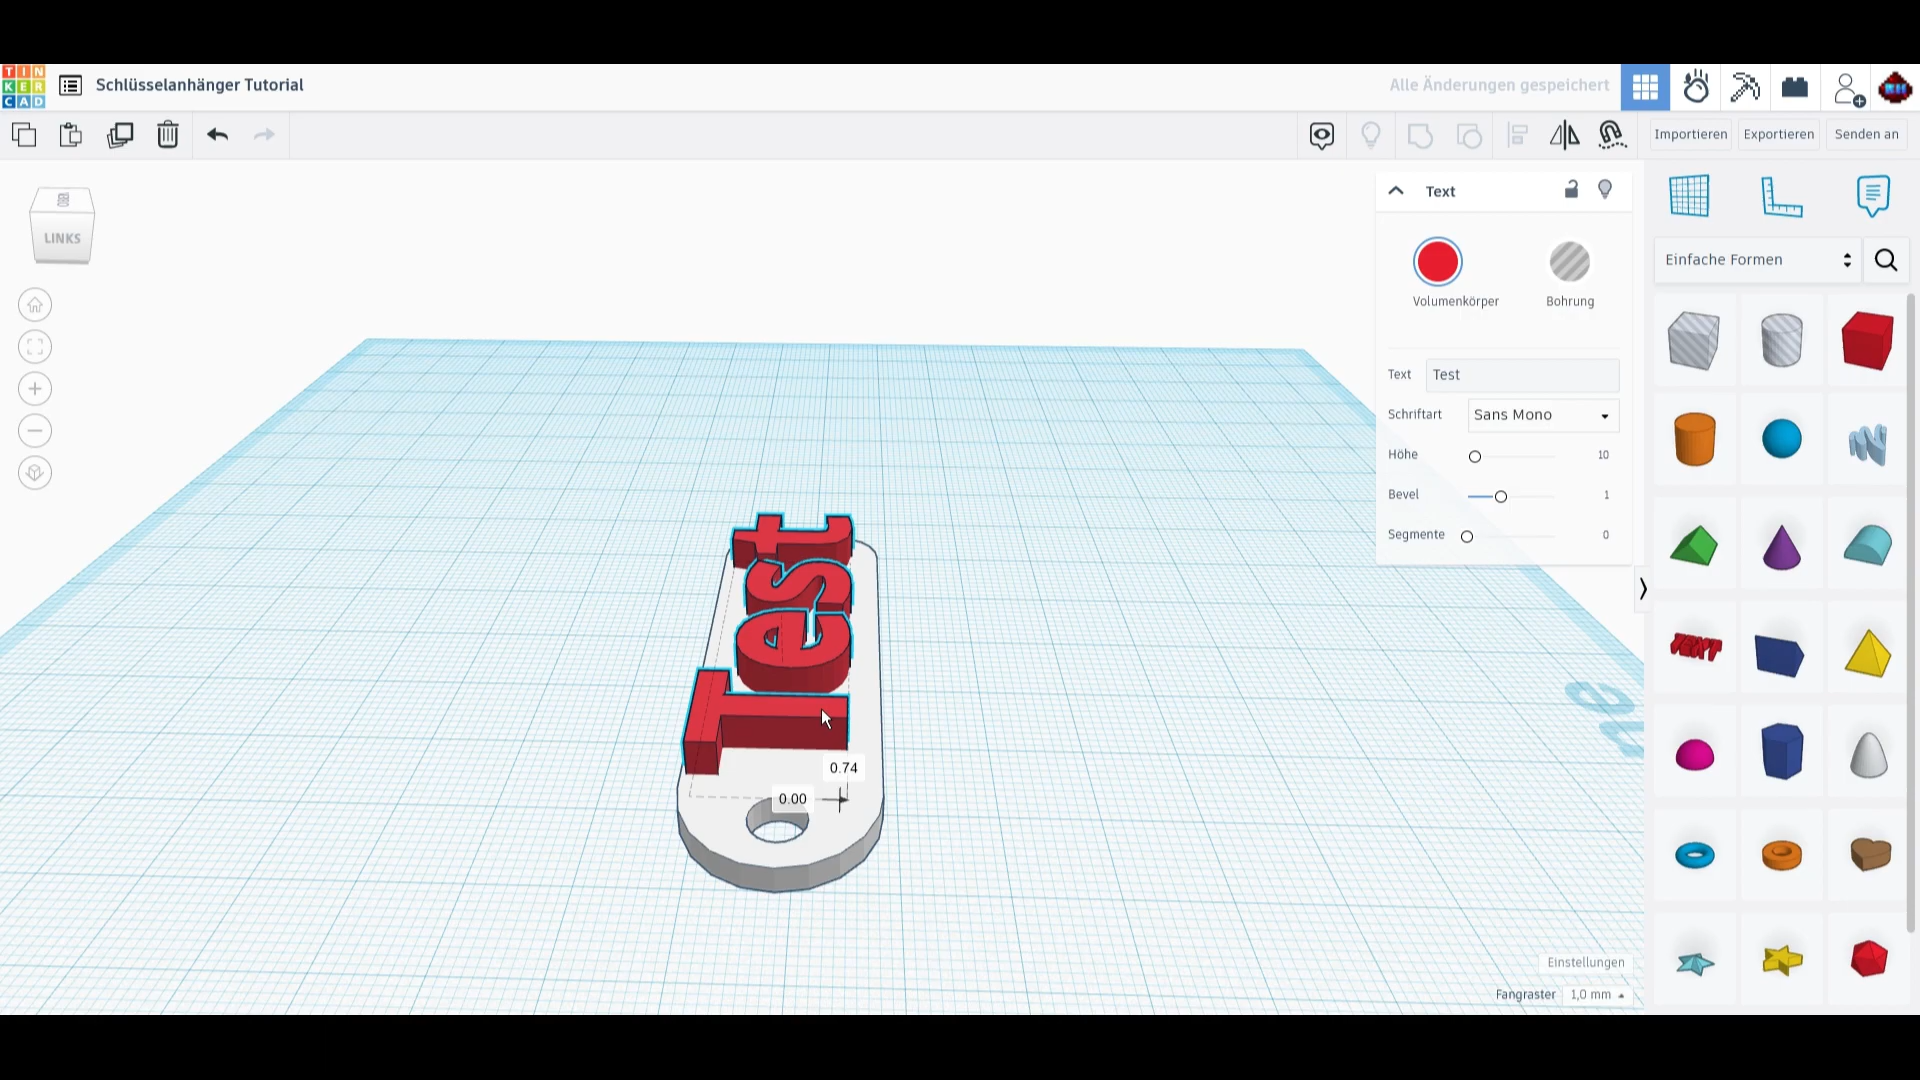 TIN
KER
CAD
Schlüsselanhänger Tutorial
Alle Änderungen gespeichert
Importieren
Exportieren
Senden an
LINKS
Text
Volumenkörper
Bohrung
Text
Test
Schriftart
Sans Mono
Höhe
10
Bevel
1
Segmente
0
Einfache Formen
TEXT
Test
0.74
0.00
Einstellungen
Fangraster
1,0 mm